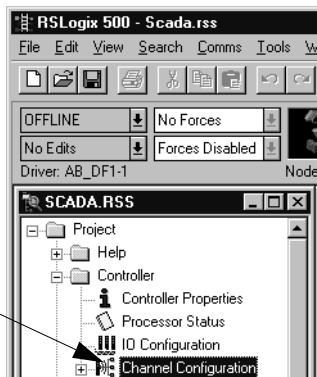 RSLogix 500 - Scada.rss
File Edit View Search Comms Tools
OFFLINE No Forces
No Edits Forces Disabled
Driver: AB_DF1-1 Node
SCADA.RSS
Project
Help
Controller
Controller Properties
Processor Status
IO Configuration
Channel Configuration